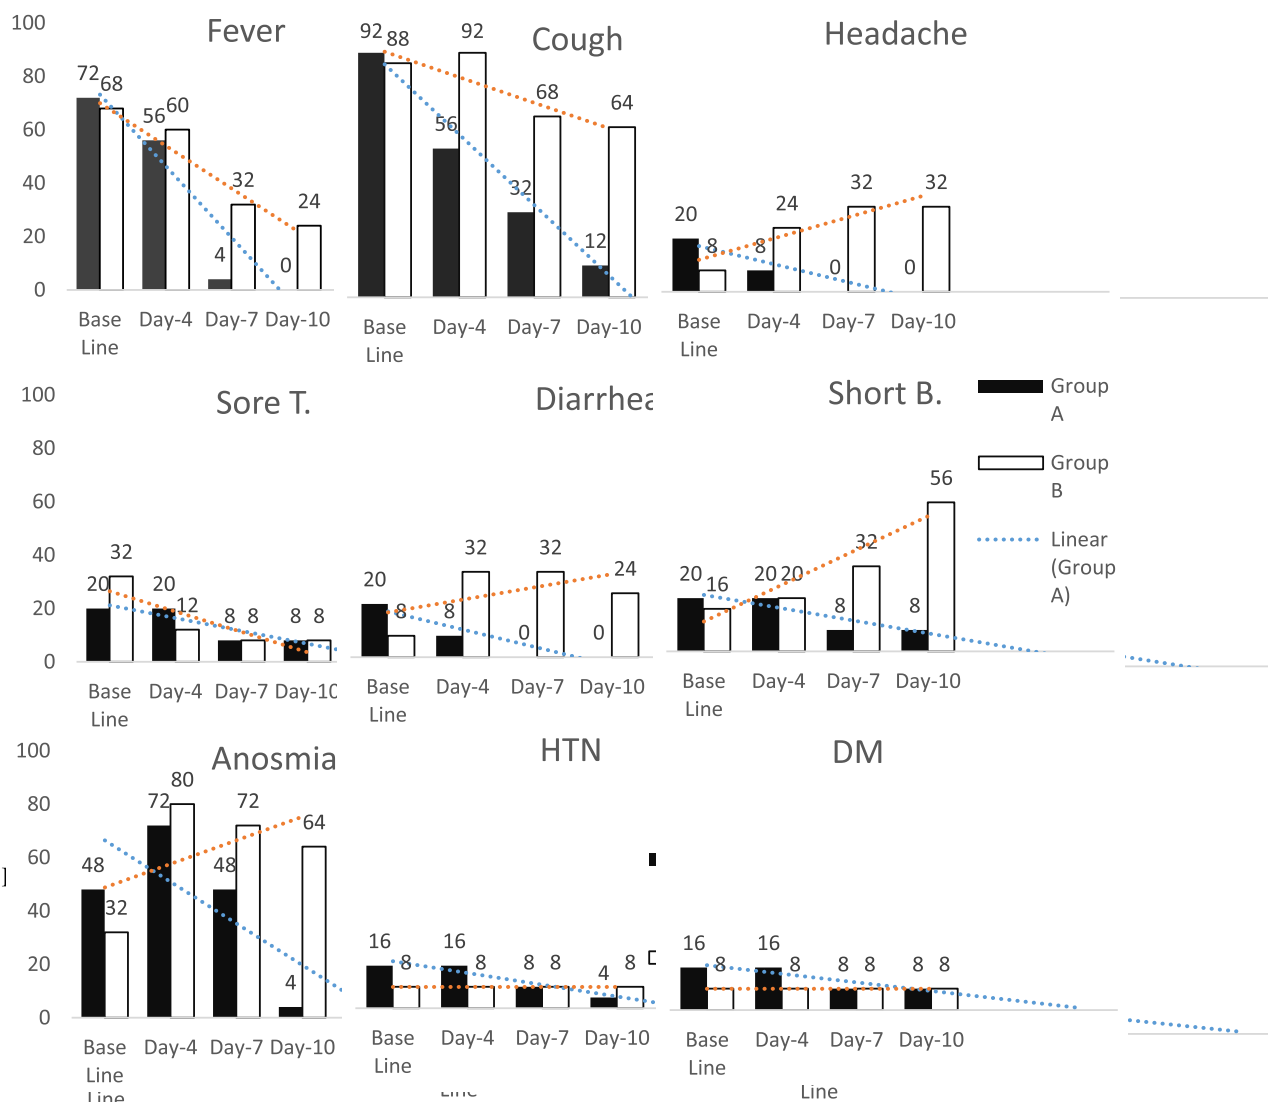 Fever
100
80
60
40
20
0
72
68
56
60
4
32
0
24
Base
Line
Day-4
Day-7
Day-10
Cough
92
88
56
92
32
68
12
64
Base
Line
Day-4
Day-7
Day-10
Headache
20
8
8
24
0
32
0
32
Base
Line
Day-4
Day-7
Day-10
Sore T.
100
80
60
40
20
0
20
32
20
12
8
8
8
8
Base
Line
Day-4
Day-7
Day-10
Diarrhea
20
8
8
32
0
32
0
24
Base
Line
Day-4
Day-7
Day-10
Short B.
20
16
20
20
8
32
8
56
Base
Line
Day-4
Day-7
Day-10
Group
A
Group
B
Linear
(Group
A)
Anosmia
100
80
60
40
20
0
48
32
72
80
48
72
4
64
Base
Line
Day-4
Day-7
Day-10
Line
HTN
16
8
16
8
8
8
4
8
Base
Line
Day-4
Day-7
Day-10
Line
DM
16
8
16
8
8
8
8
8
Base
Line
Day-4
Day-7
Day-10
Line